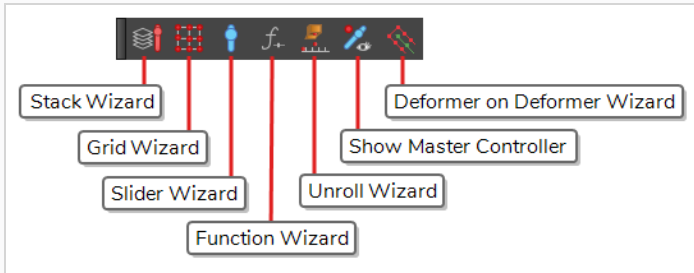 Stack Wizard
Deformer on Deformer Wizard
Grid Wizard
Show Master Controller
Slider Wizard
Unroll Wizard
Function Wizard